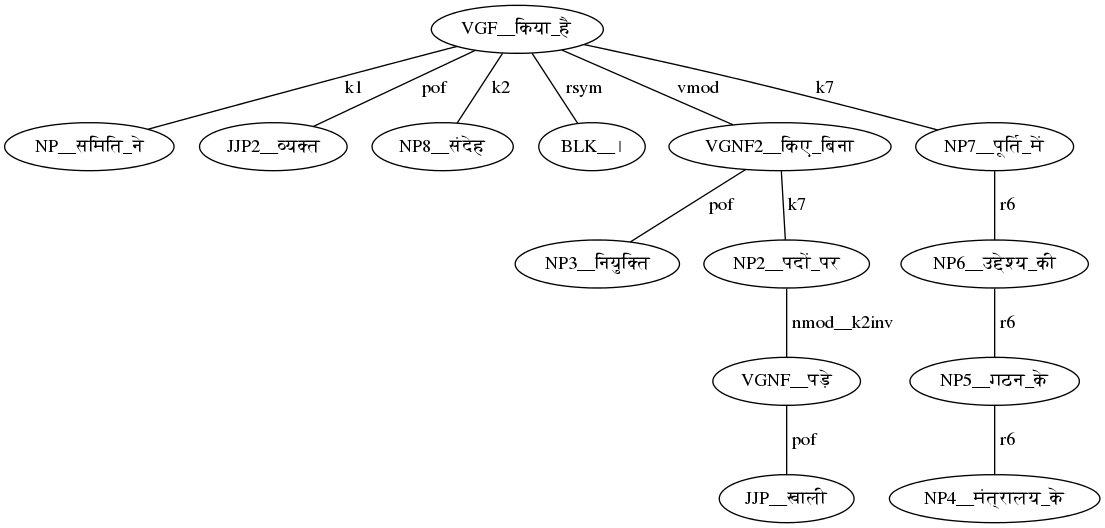 VGF__किया_है
k1
pof
k2
rsym
vmod
k7
NP__समिति_ने
JJP2__व्यक्त
NP8__संदेह
BLK__।
VGNF2__किए_बिना
NP7__पूर्ति_में
pof
k7
r6
NP3__नियुक्ति
NP2__पदों_पर
NP6__उद्देश्य_की
nmod__k2inv
r6
VGNF__पड़े
NP5__गठन_के
pof
r6
JJP__खाली
NP4__मंत्रालय_के